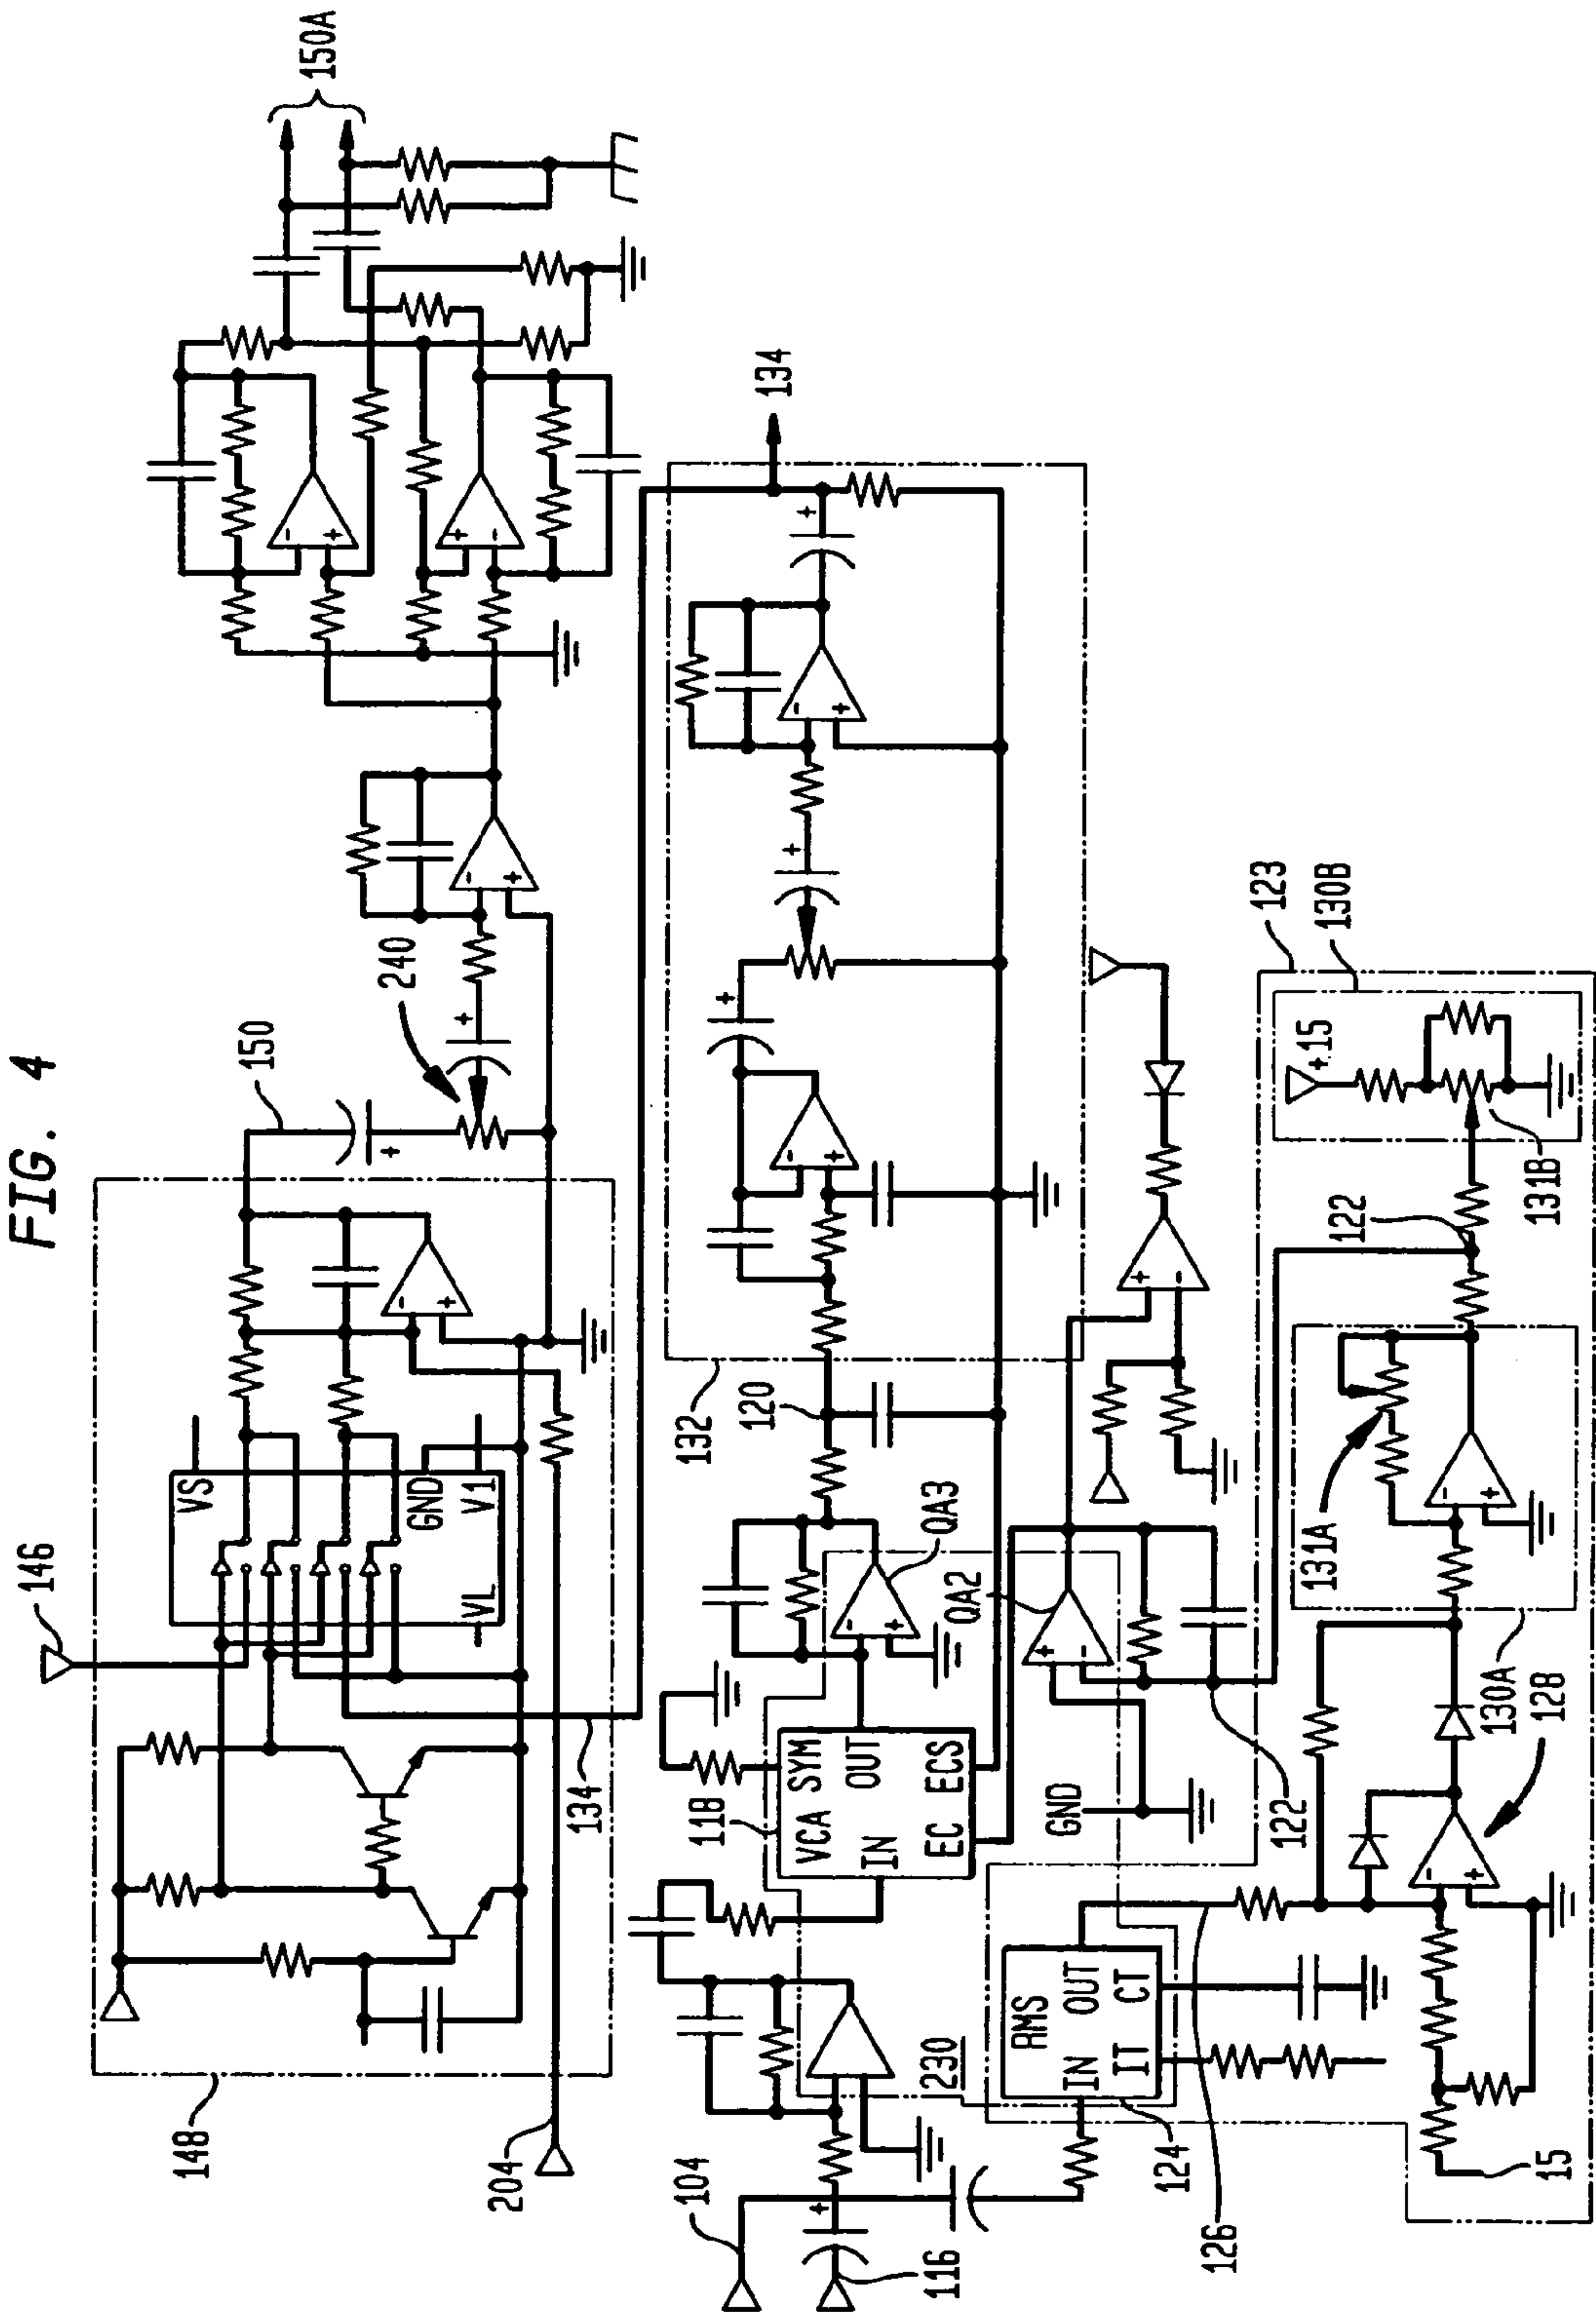 FIG. 4
146
148
VS
VL
GND
V1
134
204
150
240
150A
104
116
118
VCA
SYM
OUT
IN
EC
ECS
QA3
120
132
134
230
GND
QA2
122
124
RMS
IN
OUT
IT
CT
126
15
128
130A
131A
122
131B
+15
130B
123
+
-
+
-
+
+
-
+
-
-
+
+
-
+
-
+
-
+
+
-
+
+
+
-
+
-
-
+
-
+